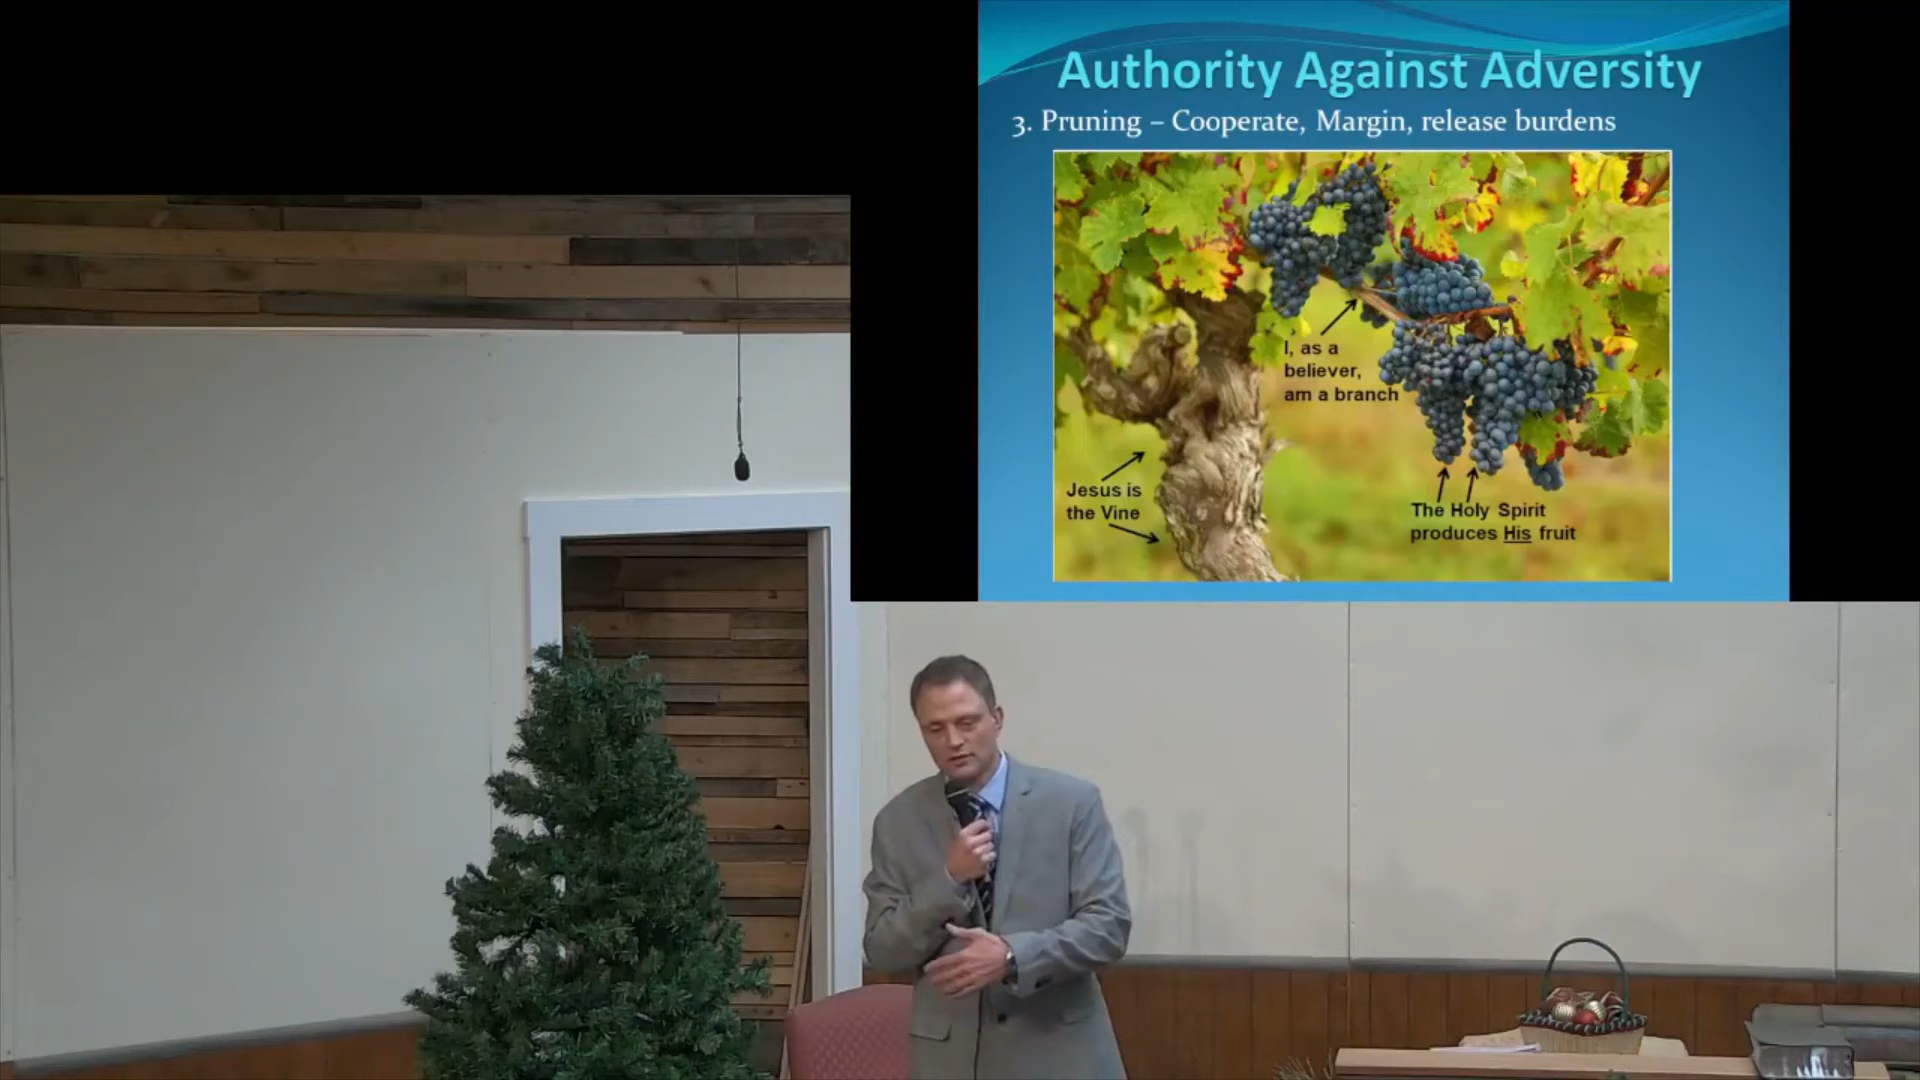 Authority Against Adversity
3. Pruning – Cooperate, Margin, release burdens
I, as a
believer,
am a branch
Jesus is
the Vine
The Holy Spirit
produces His fruit